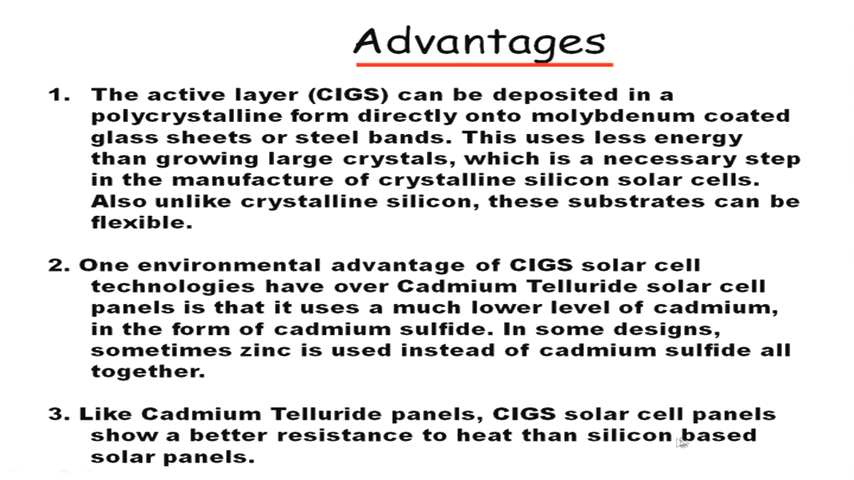 Advantages
1. The active layer (CIGS) can be deposited in a
polycrystalline form directly onto molybdenum coated
glass sheets or steel bands. This uses less energy
than growing large crystals, which is a necessary step
in the manufacture of crystalline silicon solar cells.
Also unlike crystalline silicon, these substrates can be
flexible.
2. One environmental advantage of CIGS solar cell
technologies have over Cadmium Telluride solar cell
panels is that it uses a much lower level of cadmium,
in the form of cadmium sulfide. In some designs,
sometimes zinc is used instead of cadmium sulfide all
together.
3. Like Cadmium Telluride panels, CIGS solar cell panels
show a better resistance to heat than silicon based
solar panels.